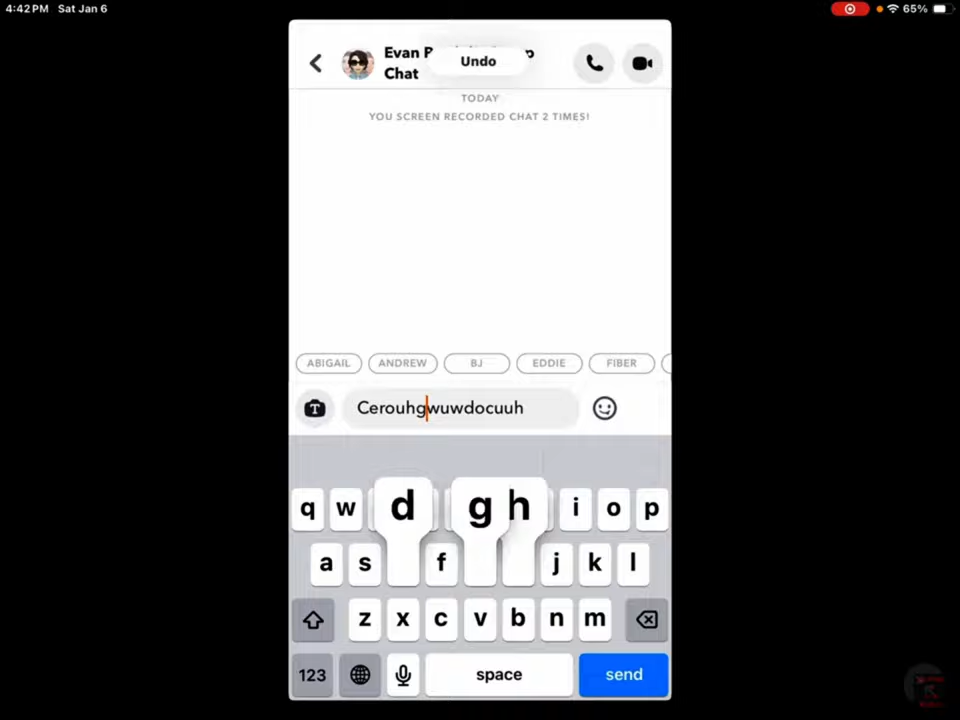 4:42 PM Sat Jan 6
65%
Evan
Undo
Chat
TODAY
YOU SCREEN RECORDED CHAT 2 TIMES!
ABIGAIL ANDREW BJ EDDIE FIBER
T
Cerouhgwuwdocuuh
q w d g h i o p
a s f j k l
z x c v b n m
123 space send